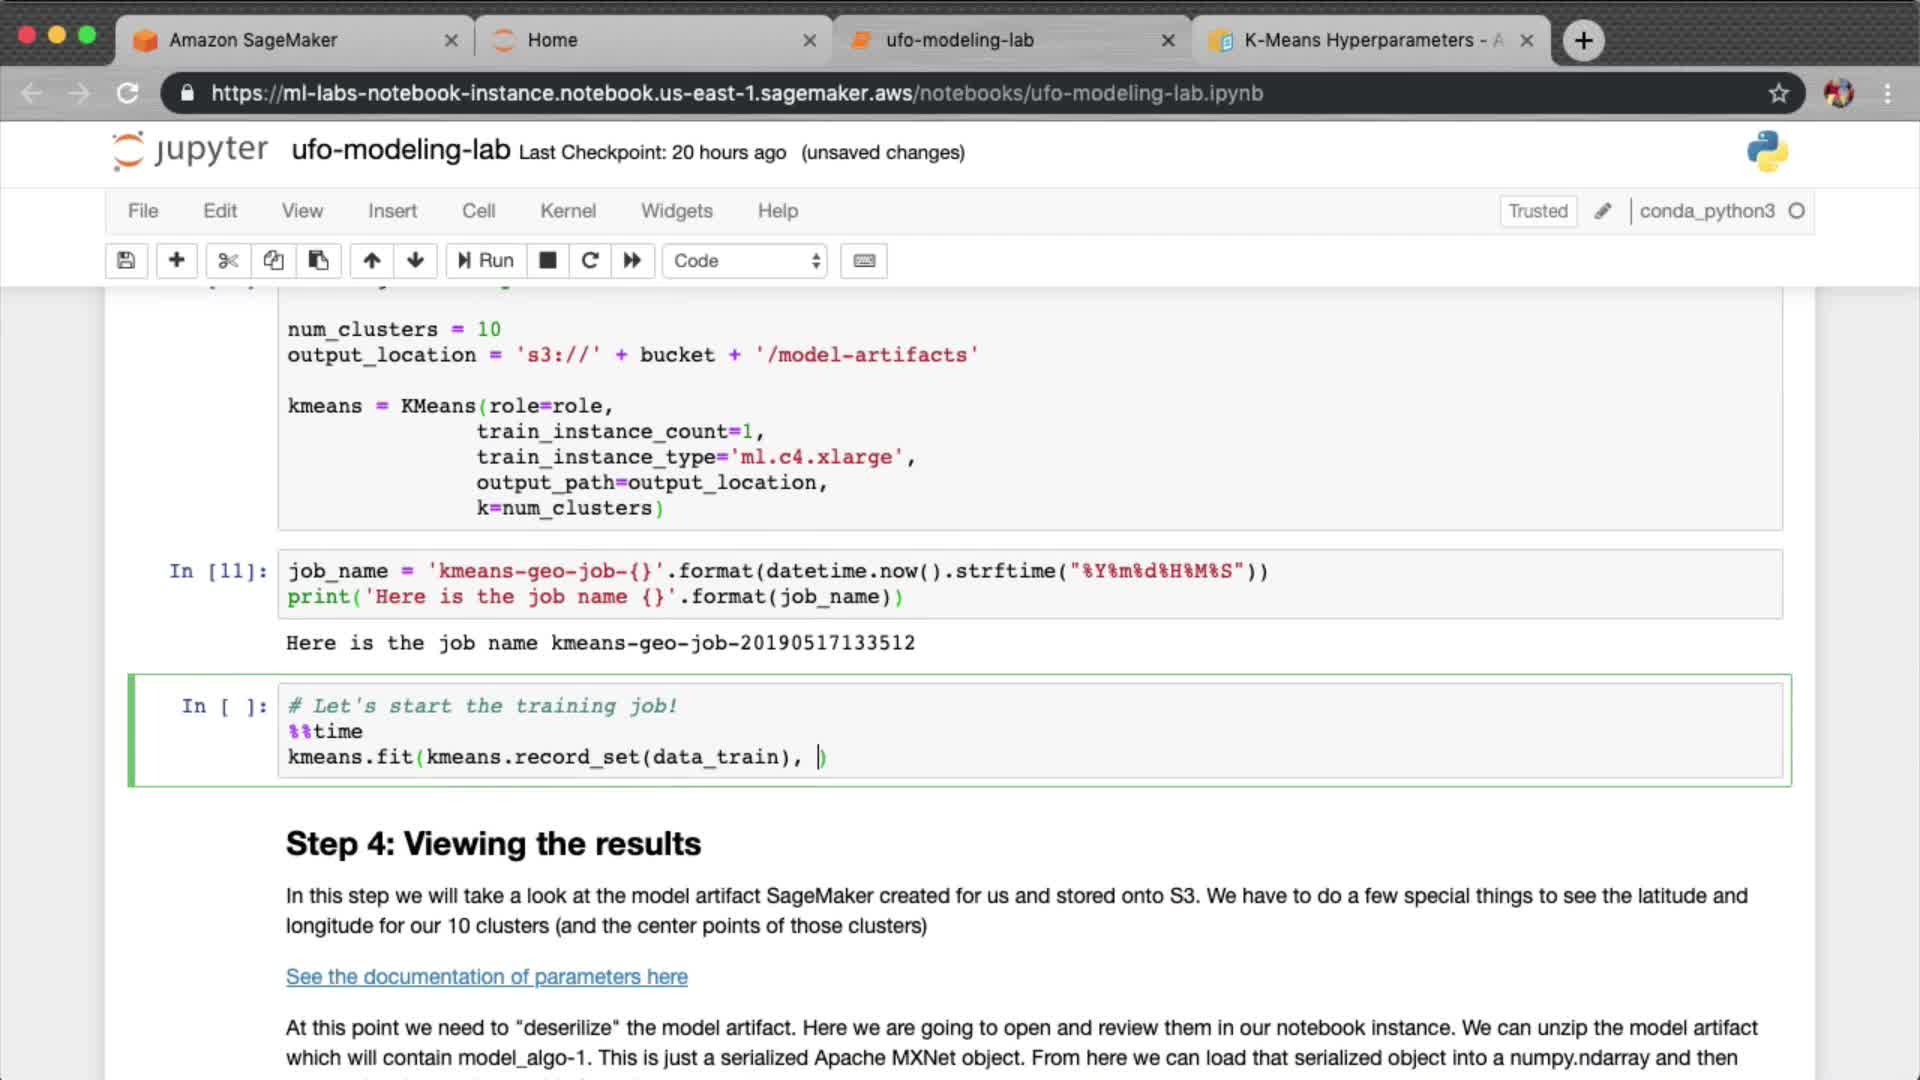 Amazon SageMaker
Home
ufo-modeling-lab
K-Means Hyperparameters - A
https://ml-labs-notebook-instance.notebook.us-east-1.sagemaker.aws/notebooks/ufo-modeling-lab.ipynb
jupyter ufo-modeling-lab Last Checkpoint: 20 hours ago (unsaved changes)
File Edit View Insert Cell Kernel Widgets Help Trusted conda_python3
Run Code
num_clusters = 10
output_location = 's3://' + bucket + '/model-artifacts'
kmeans = KMeans(role=role,
train_instance_count=1,
train_instance_type='ml.c4.xlarge',
output_path=output_location,
k=num_clusters)
In [11]: job_name = 'kmeans-geo-job-{}'.format(datetime.now().strftime("%Y%m%d%H%M%S"))
print('Here is the job name {}'.format(job_name))
Here is the job name kmeans-geo-job-20190517133512
In [ ]: # Let's start the training job!
%%time
kmeans.fit(kmeans.record_set(data_train), )
Step 4: Viewing the results
In this step we will take a look at the model artifact SageMaker created for us and stored onto S3. We have to do a few special things to see the latitude and
longitude for our 10 clusters (and the center points of those clusters)
See the documentation of parameters here
At this point we need to "deserilize" the model artifact. Here we are going to open and review them in our notebook instance. We can unzip the model artifact
which will contain model_algo-1. This is just a serialized Apache MXNet object. From here we can load that serialized object into a numpy.ndarray and then